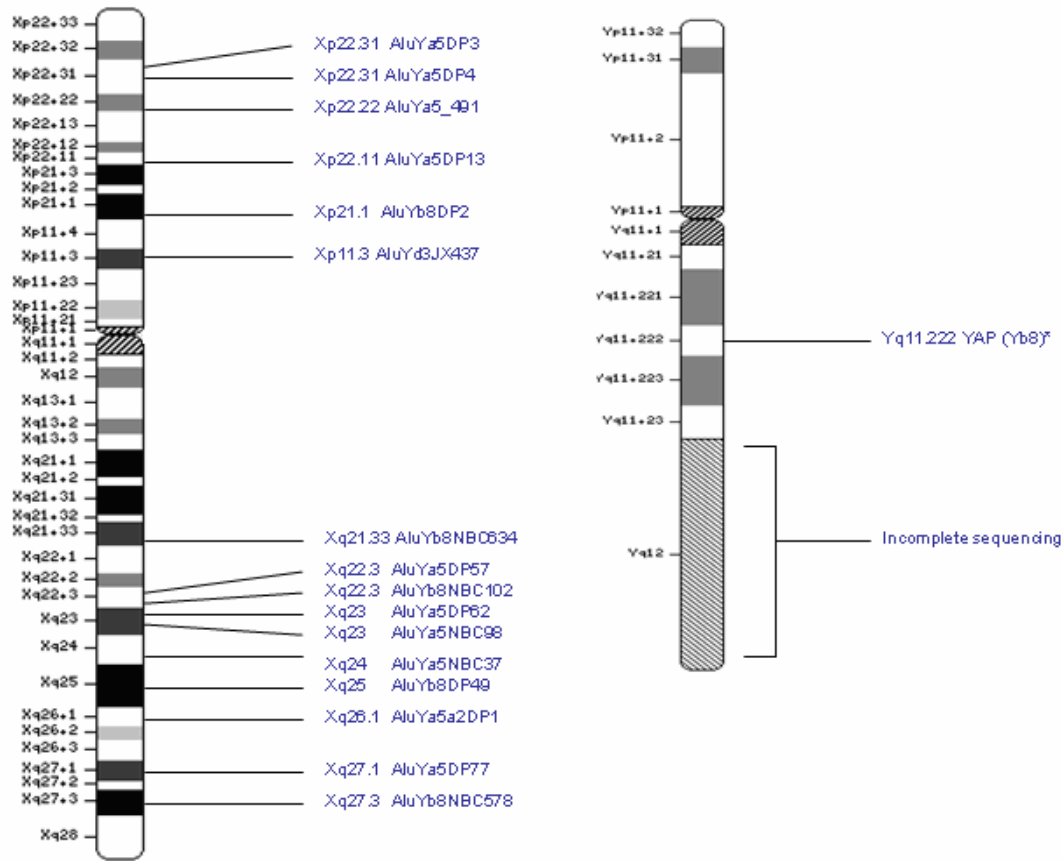 Xp22.33
Xp22.32
Xp22.31
Xp22.22
Xp22.13
Xp22.12
Xp22.11
Xp21.3
Xp21.2
Xp21.1
Xp11.4
Xp11.3
Xp11.23
Xp11.22
Xp11.21
Xp11.1
Xq11.1
Xq11.2
Xq12
Xq13.1
Xq13.2
Xq13.3
Xq21.1
Xq21.2
Xq21.31
Xq21.32
Xq21.33
Xq22.1
Xq22.2
Xq22.3
Xq23
Xq24
Xq25
Xq26.1
Xq26.2
Xq26.3
Xq27.1
Xq27.2
Xq27.3
Xq28
Xp22.31 AluYa5DP3
Xp22.31 AluYa5DP4
Xp22.22 AluYa5_491
Xp22.11 AluYa5DP13
Xp21.1 AluYb8DP2
Xp11.3 AluYd3JX437
Xq21.33 AluYb8NBC634
Xq22.3 AluYa5DP57
Xq22.3 AluYb8NBC102
Xq23 AluYa5DP62
Xq23 AluYa5NBC98
Xq24 AluYa5NBC37
Xq25 AluYb8DP49
Xq26.1 AluYa5a2DP1
Xq27.1 AluYa5DP77
Xq27.3 AluYb8NBC578
Yp11.32
Yp11.31
Yp11.2
Yp11.1
Yq11.1
Yq11.21
Yq11.221
Yq11.222
Yq11.223
Yq11.23
Yq12
Yq11.222 YAP (Yb8)*
Incomplete sequencing